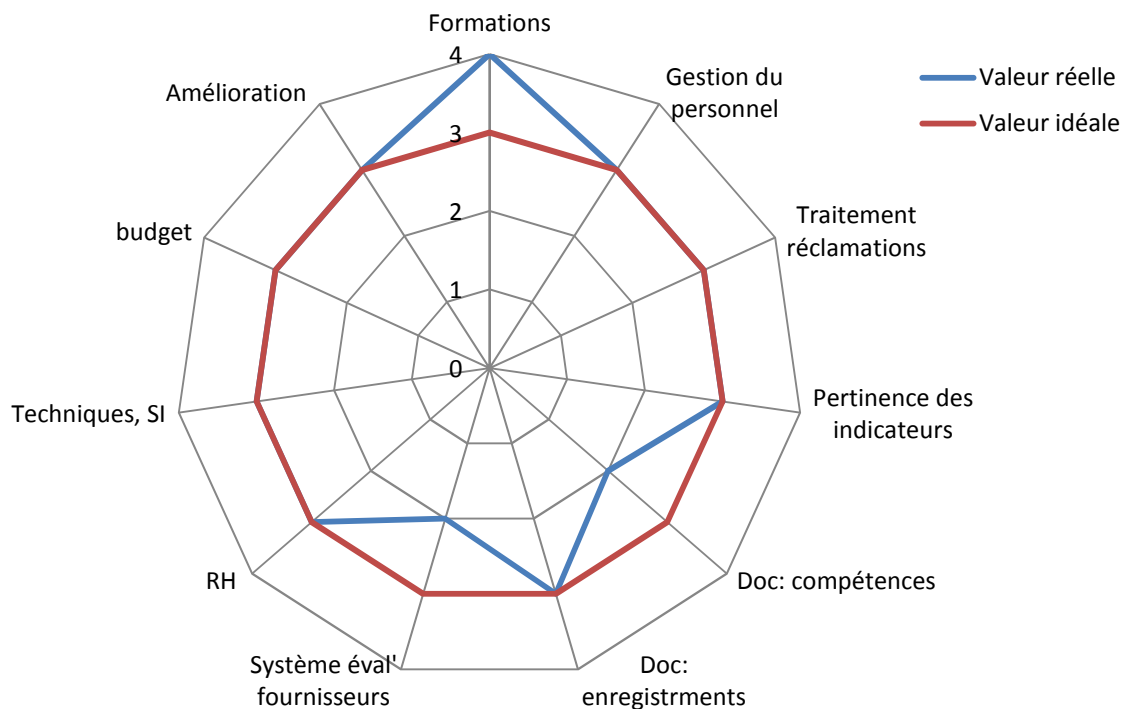 Formations
4
3
2
1
0
Gestion du
personnel
Traitement
réclamations
Pertinence des
indicateurs
Doc: compétences
Doc:
enregistrments
Système éval'
fournisseurs
RH
Techniques, SI
budget
Amélioration
Valeur réelle
Valeur idéale